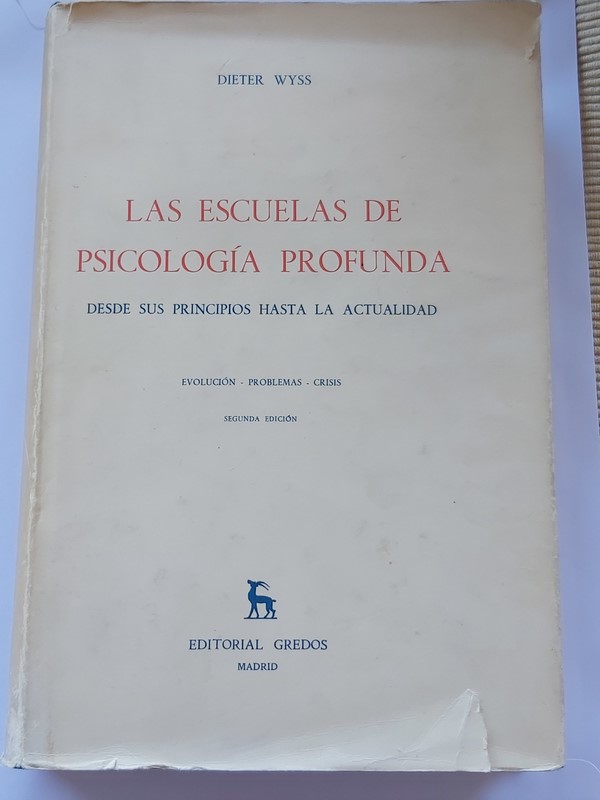 DIETER WYSS
LAS ESCUELAS DE
PSICOLOGÍA PROFUNDA
DESDE SUS PRINCIPIOS HASTA LA ACTUALIDAD
EVOLUCIÓN - PROBLEMAS - CRISIS
SEGUNDA EDICIÓN
EDITORIAL GREDOS
MADRID